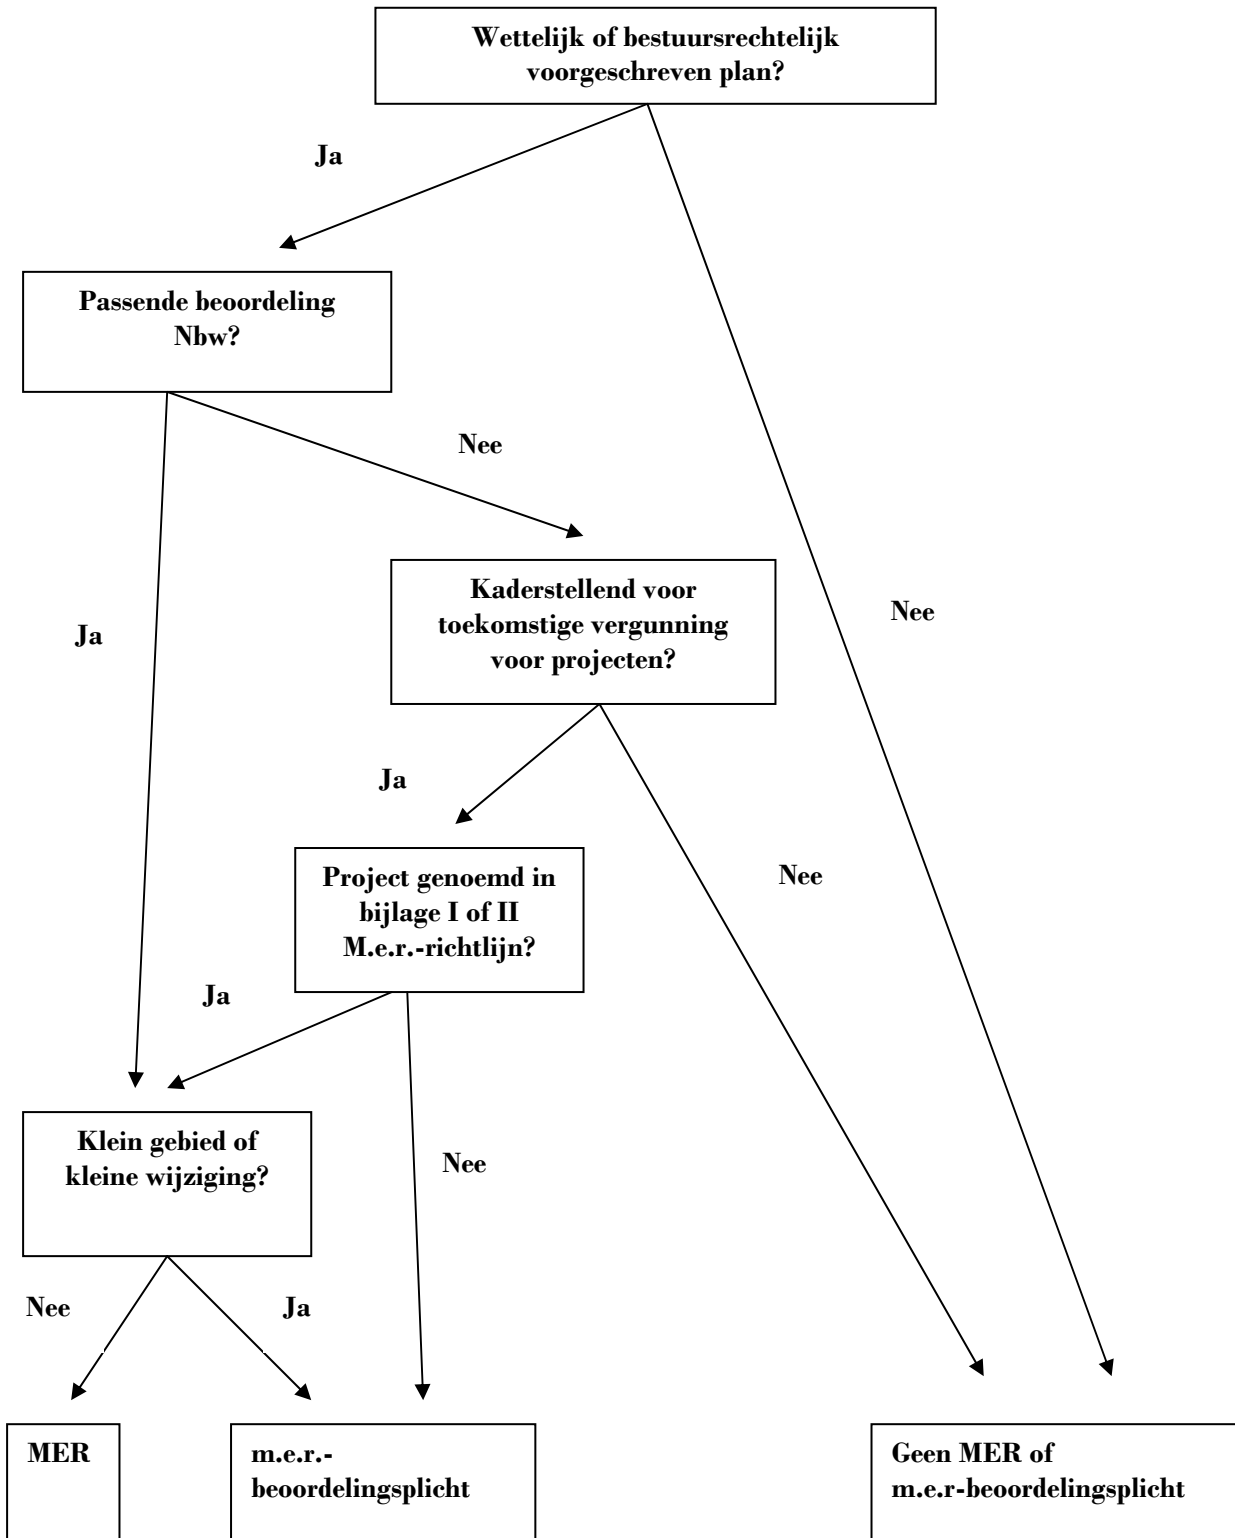 Wettelijk of bestuursrechtelijk
voorgeschreven plan?
Ja
Passende beoordeling
Nbw?
Nee
Kaderstellend voor
toekomstige vergunning
voor projecten?
Nee
Ja
Ja
Project genoemd in
bijlage I of II
M.e.r.-richtlijn?
Nee
Ja
Klein gebied of
kleine wijziging?
Nee
Nee
Ja
MER
m.e.r.-
beoordelingsplicht
Geen MER of
m.e.r-beoordelingsplicht